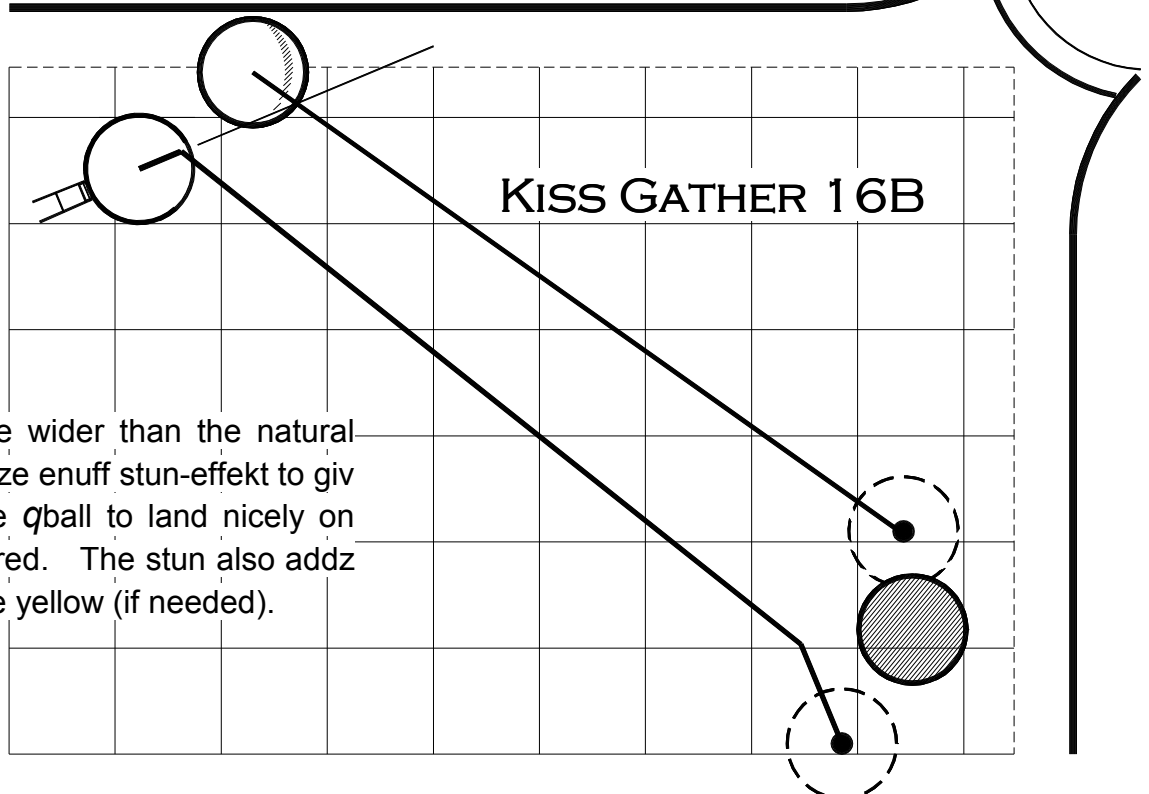 KISS GATHER 16B
e wider than the natural
ze enuff stun-effekt to giv
e qball to land nicely on
red. The stun also addz
e yellow (if needed).